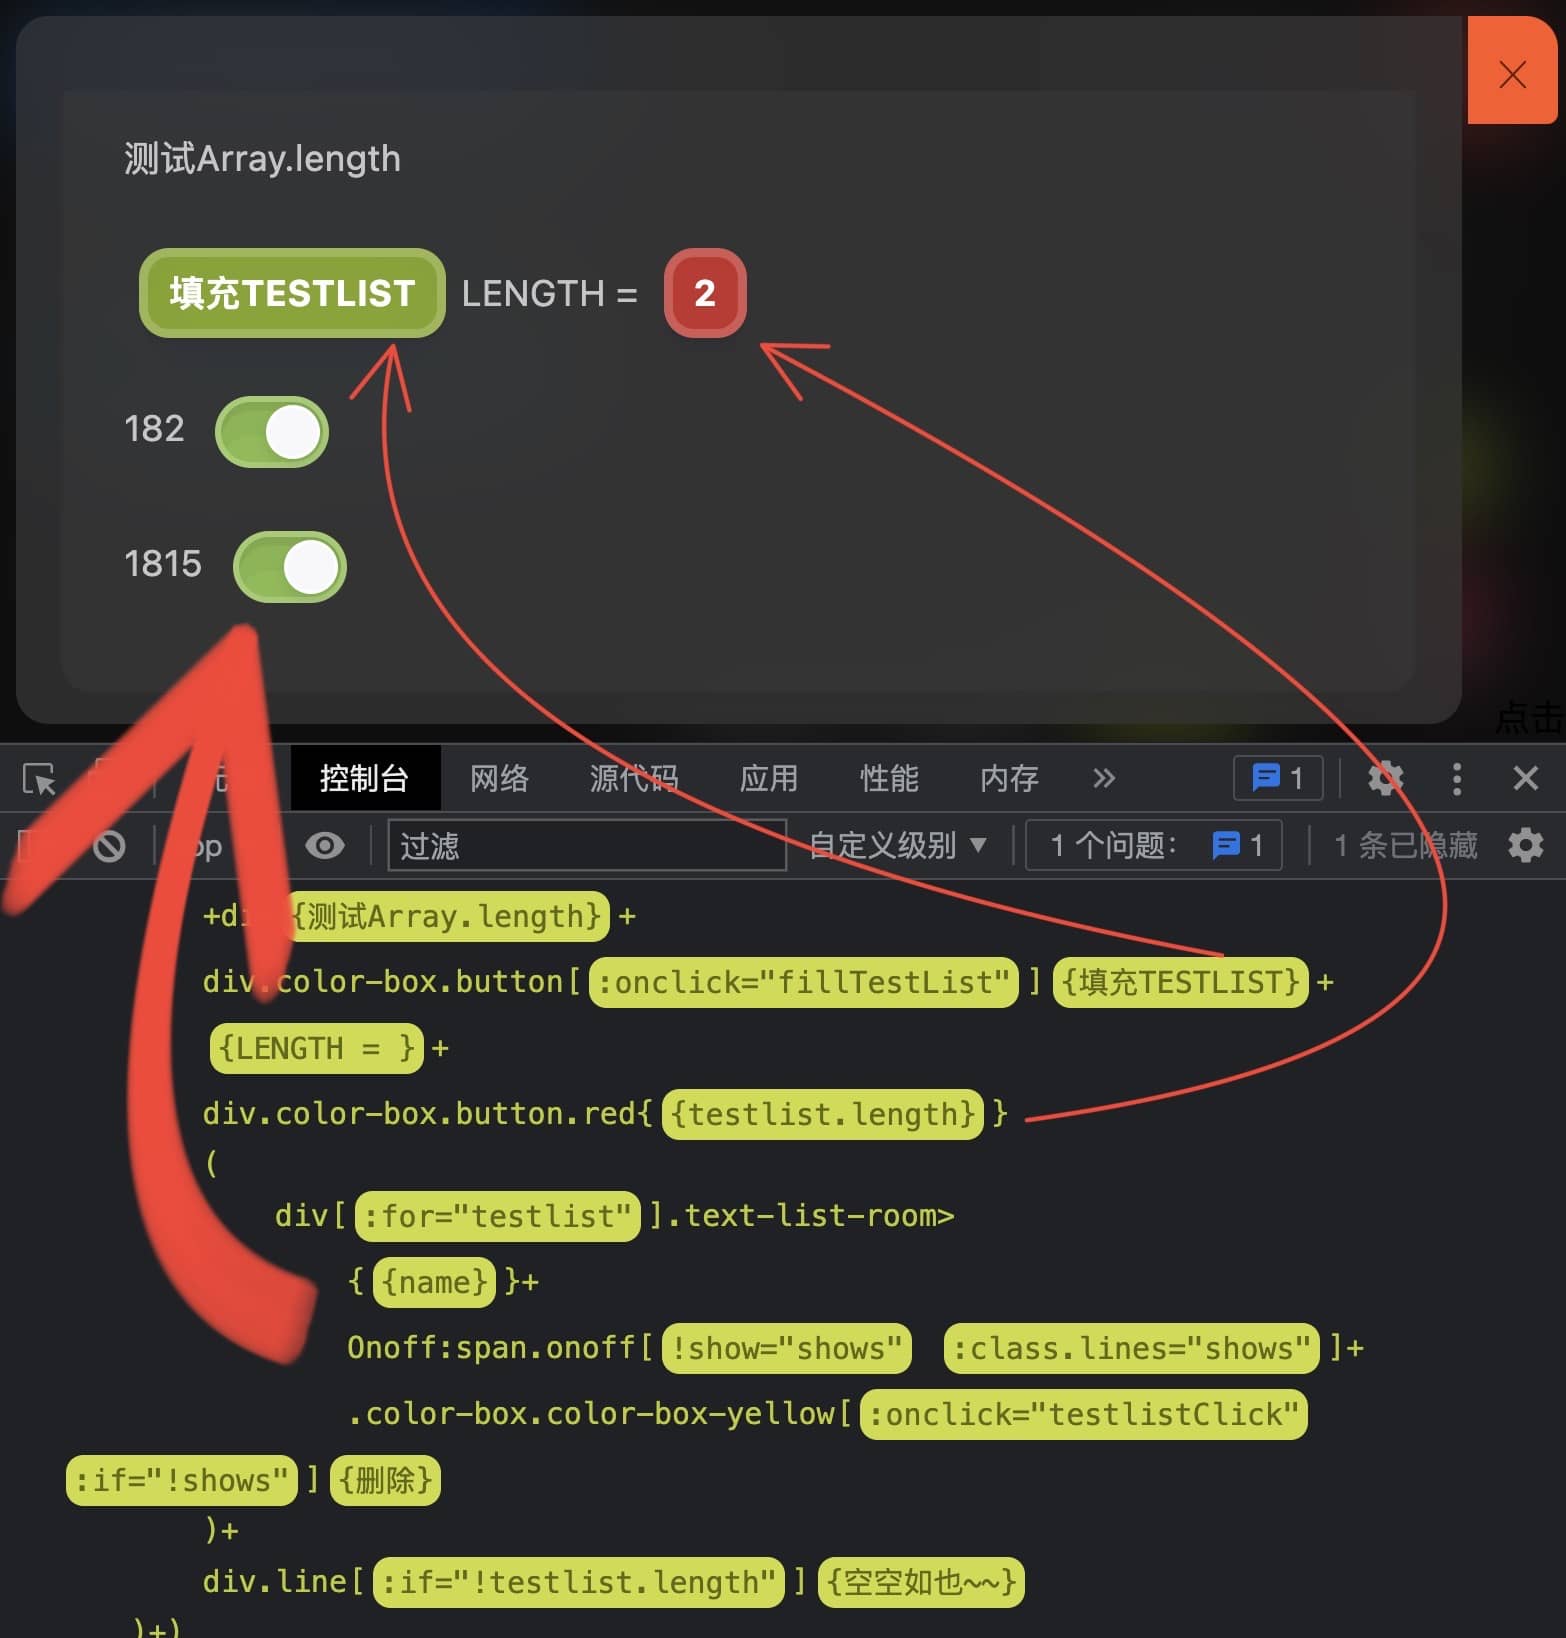 测试Array.length
填充TESTLIST LENGTH = 2
182
1815
点击
控制台 网络 源代码 应用 性能 内存 » 1
过滤 自定义级别 ▼ 1 个问题: 1 1 条已隐藏
{测试Array.length}+
div.color-box.button[:onclick="fillTestList"]{填充TESTLIST}+
{LENGTH = }+
div.color-box.button.red{{testlist.length}}
(
div[:for="testlist"].text-list-room>
{{name}}+
Onoff:span.onoff[!show="shows" :class.lines="shows"]+
.color-box.color-box-yellow[:onclick="testlistClick"
:if="!shows"]{删除}
)+
div.line[:if="!testlist.length"]{空空如也~~}
)+)